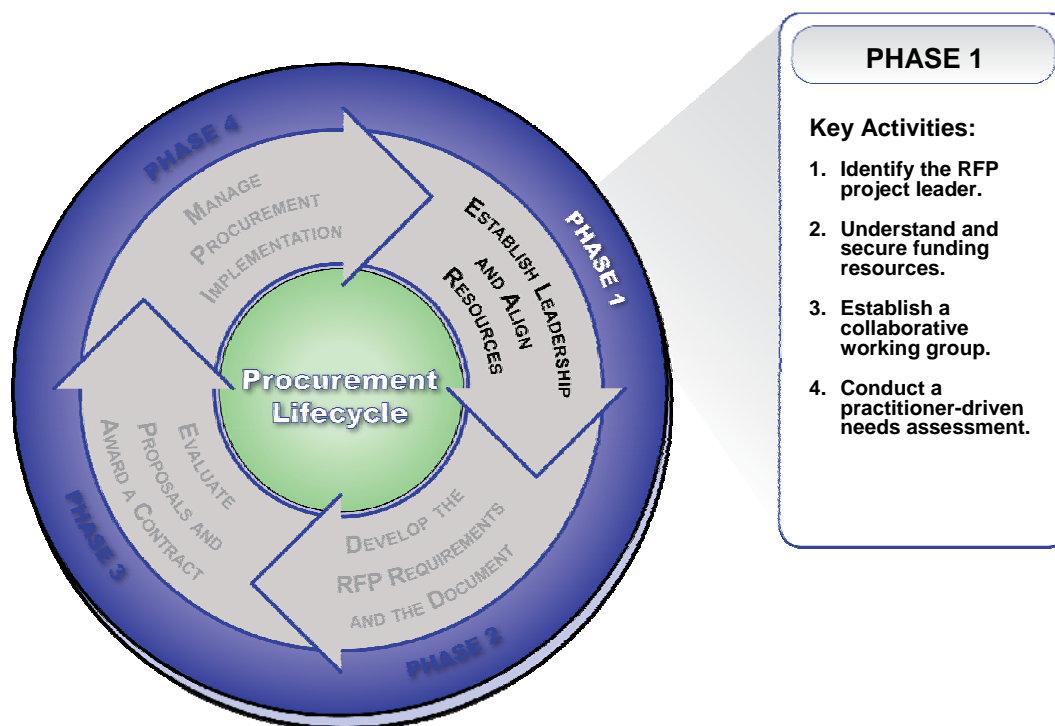 PHASE 4
MANAGE
PROCUREMENT
IMPLEMENTATION
PHASE 1
ESTABLISH LEADERSHIP
AND ALIGN
RESOURCES
Procurement
Lifecycle
DEVELOP THE
RFP REQUIREMENTS
AND THE DOCUMENT
PHASE 2
EVALUATE
PROPOSALS AND
AWARD A CONTRACT
PHASE 3
PHASE 1
Key Activities:
1. Identify the RFP
project leader.
2. Understand and
secure funding
resources.
3. Establish a
collaborative
working group.
4. Conduct a
practitioner-driven
needs assessment.